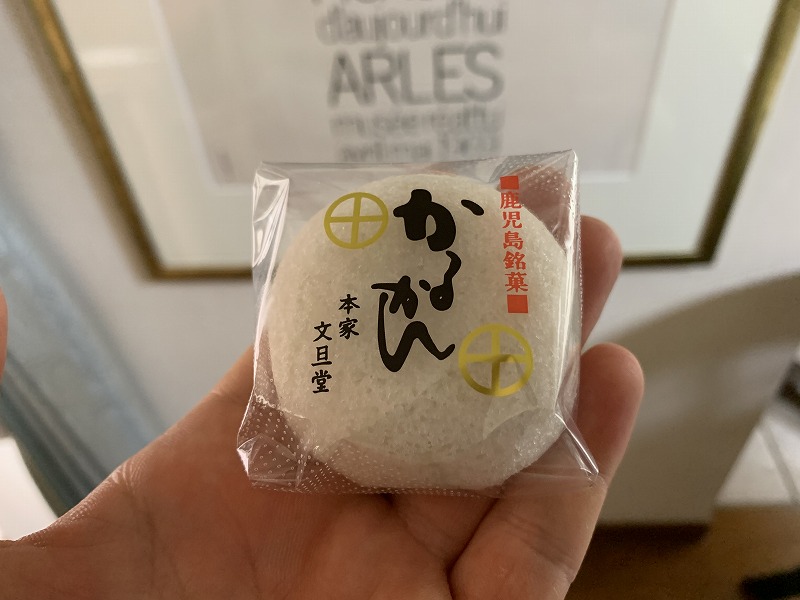 d'aujourd'hui
ARLES
鹿児島銘菓
かるかん
本家
文旦堂